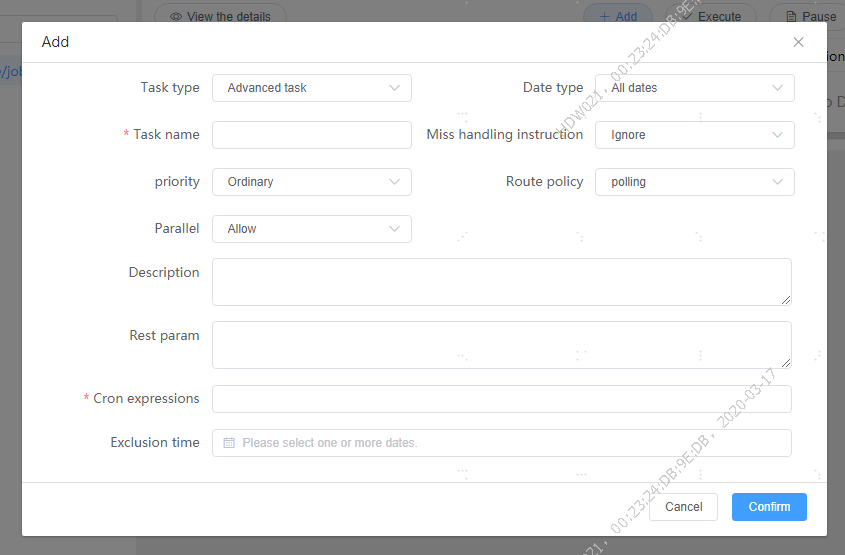 View the details
+ Add
Execute
Pause
Add
Task type Advanced task Date type All dates
* Task name Miss handling instruction Ignore
priority Ordinary Route policy polling
Parallel Allow
Description
Rest param
* Cron expressions
Exclusion time Please select one or more dates.
Cancel Confirm
HDW021, 00:23:24:DB:9E
021, 00:23:24:DB:9E:DB, 2020-03-17